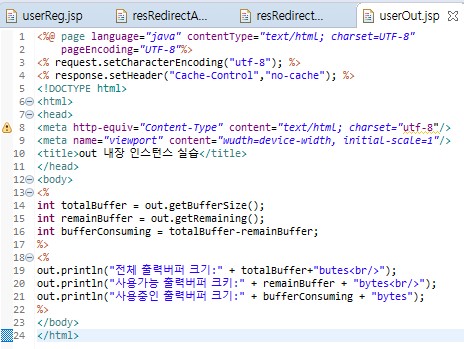 userReg.jsp resRedirectA... resRedirect... userOut.jsp
1 <%@ page language="java" contentType="text/html; charset=UTF-8"
2 pageEncoding="UTF-8"%>
3 <% request.setCharacterEncoding("utf-8"); %>
4 <% response.setHeader("Cache-Control","no-cache"); %>
5 <!DOCTYPE html>
6 <html>
7 <head>
8 <meta http-equiv="Content-Type" content="text/html; charset="utf-8"/>
9 <meta name="viewport" content="wudth=device-width, initial-scale=1"/>
10 <title>out 내장 인스턴스 실습</title>
11 </head>
12 <body>
13 <%
14 int totalBuffer = out.getBufferSize();
15 int remainBuffer = out.getRemaining();
16 int bufferConsuming = totalBuffer-remainBuffer;
17 %>
18 <%
19 out.println("전체 출력버퍼 크기:" + totalBuffer+"butes<br/>");
20 out.println("사용가능 출력버퍼 크키:" + remainBuffer + "bytes<br/>");
21 out.println("사용중인 출력버퍼 크기:" + bufferConsuming + "bytes");
22 %>
23 </body>
24 </html>